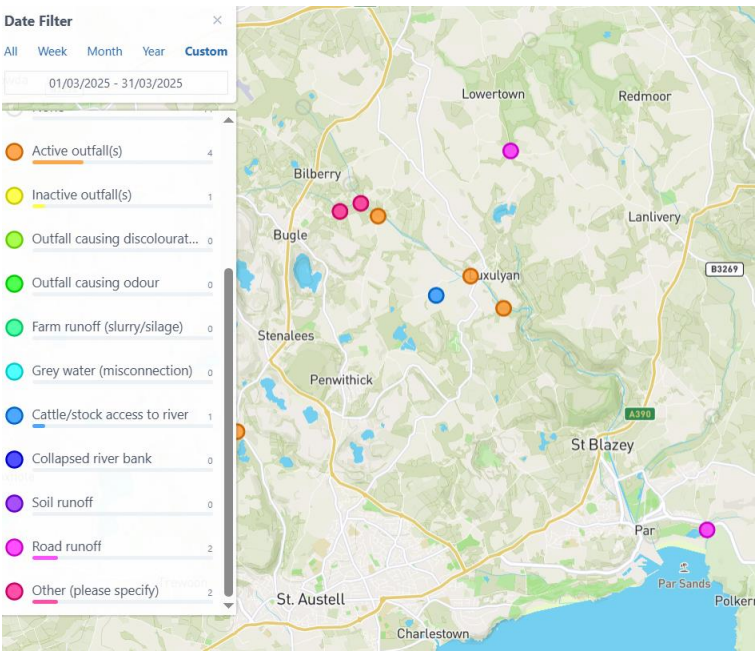 Date Filter
All Week Month Year Custom
01/03/2025 - 31/03/2025
Active outfall(s) 4
Inactive outfall(s) 1
Outfall causing discolourat... 0
Outfall causing odour 0
Farm runoff (slurry/silage) 0
Grey water (misconnection) 0
Cattle/stock access to river 1
Collapsed river bank 0
Soil runoff 0
Road runoff 2
Other (please specify) 2
Lowertown
Redmoor
Bilberry
Lanlivery
Bugle
B3269
uxulyan
Stenalees
Penwithick
A390
St Blazey
Par
Par Sands
St. Austell
Polker
Charlestown